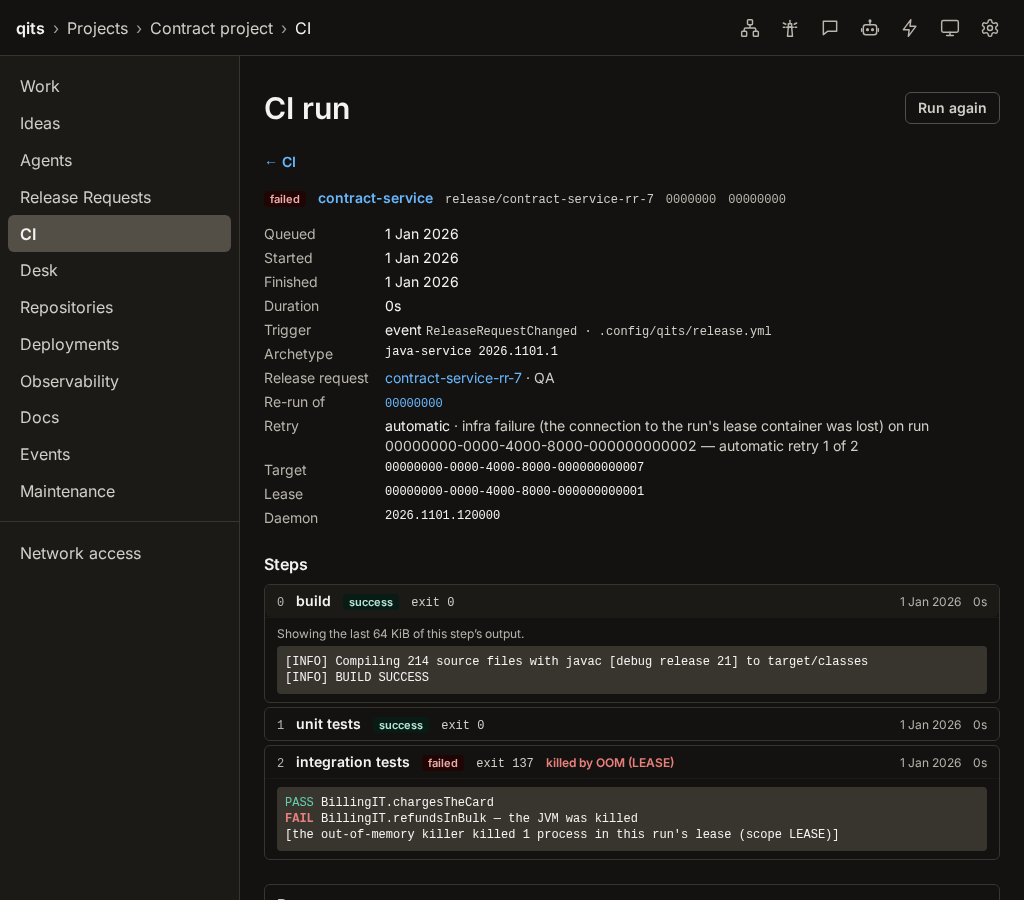 qits › Projects › Contract project › CI
Work
Ideas
Agents
Release Requests
CI
Desk
Repositories
Deployments
Observability
Docs
Events
Maintenance
Network access
CI run
Run again
← CI
failed contract-service release/contract-service-rr-7 0000000 00000000
Queued 1 Jan 2026
Started 1 Jan 2026
Finished 1 Jan 2026
Duration 0s
Trigger event ReleaseRequestChanged · .config/qits/release.yml
Archetype java-service 2026.1101.1
Release request contract-service-rr-7 · QA
Re-run of 00000000
Retry automatic · infra failure (the connection to the run's lease container was lost) on run
00000000-0000-4000-8000-000000000002 — automatic retry 1 of 2
Target 00000000-0000-4000-8000-000000000007
Lease 00000000-0000-4000-8000-000000000001
Daemon 2026.1101.120000
Steps
0 build success exit 0 1 Jan 2026 0s
Showing the last 64 KiB of this step’s output.
[INFO] Compiling 214 source files with javac [debug release 21] to target/classes
[INFO] BUILD SUCCESS
1 unit tests success exit 0 1 Jan 2026 0s
2 integration tests failed exit 137 killed by OOM (LEASE) 1 Jan 2026 0s
PASS BillingIT.chargesTheCard
FAIL BillingIT.refundsInBulk — the JVM was killed
[the out-of-memory killer killed 1 process in this run's lease (scope LEASE)]